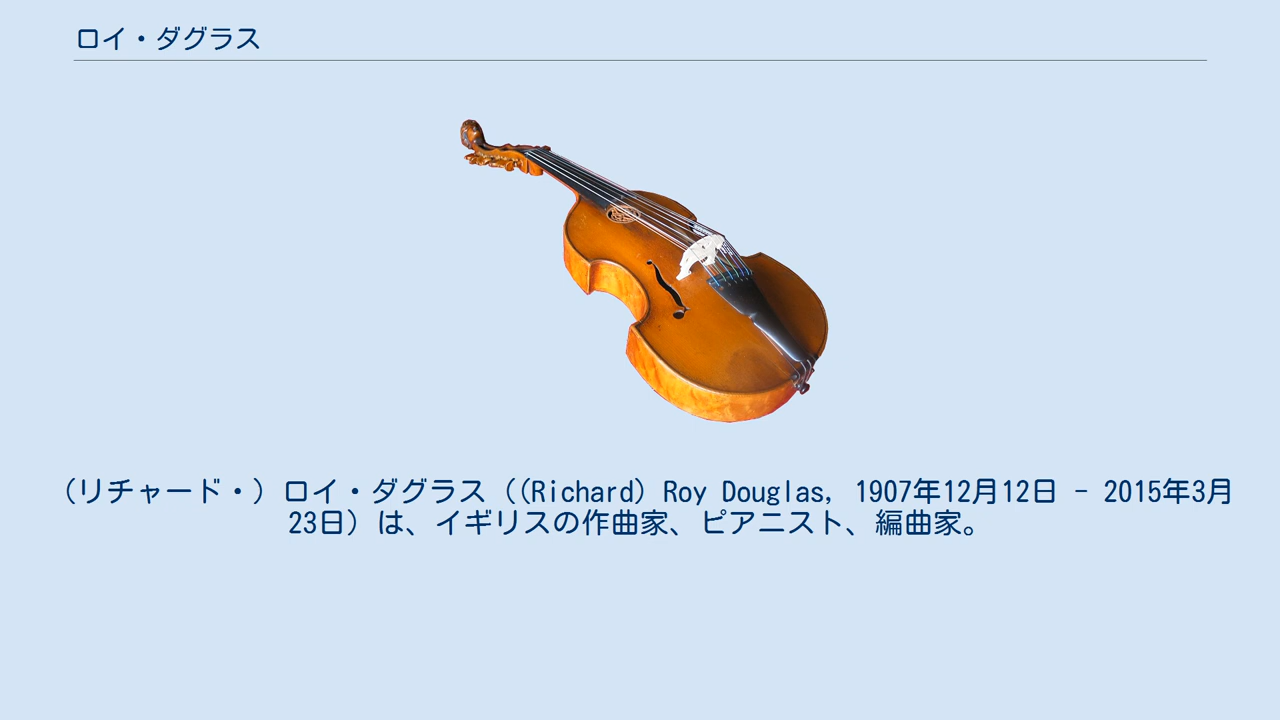 ロイ・ダグラス
（リチャード・）ロイ・ダグラス（(Richard) Roy Douglas, 1907年12月12日 - 2015年3月
23日）は、イギリスの作曲家、ピアニスト、編曲家。